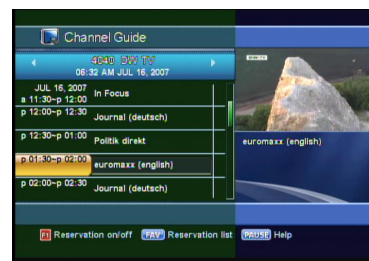 Channel Guide
4040 DW TV
06:32 AM JUL 16, 2007
JUL 16, 2007
a 11:30~p 12:00 In Focus
p 12:00~p 12:30 Journal (deutsch)
p 12:30~p 01:00 Politik direkt
p 01:30~p 02:00 euromaxx (english)
p 02:00~p 02:30 Journal (deutsch)
euromaxx (english)
F1 Reservation on/off FAV Reservation list PAUSE Help